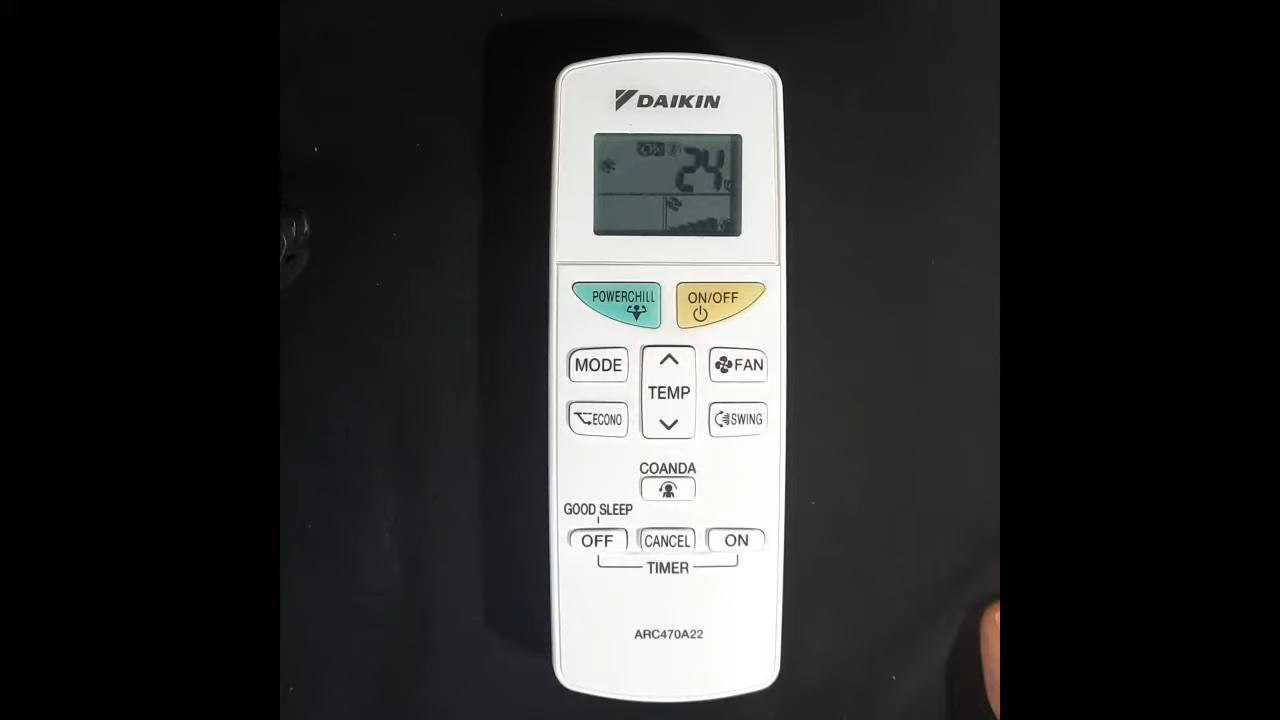 DAIKIN
24
POWERCHILL ON/OFF
MODE FAN
TEMP
ECONO SWING
COANDA
GOOD SLEEP
OFF CANCEL ON
TIMER
ARC470A22